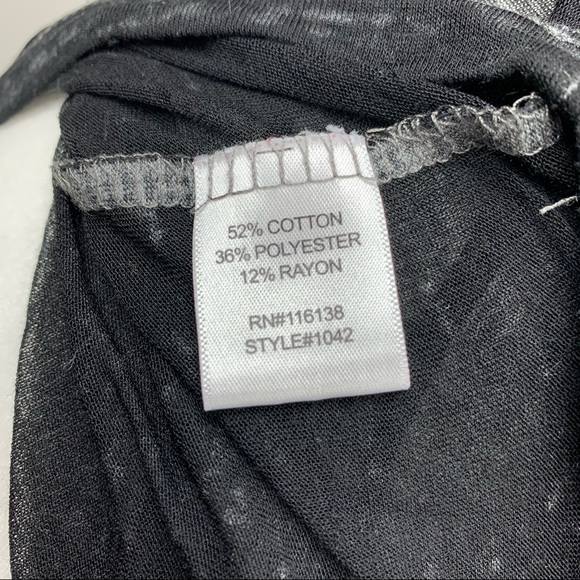 52% COTTON
36% POLYESTER
12% RAYON
RN#116138
STYLE#1042